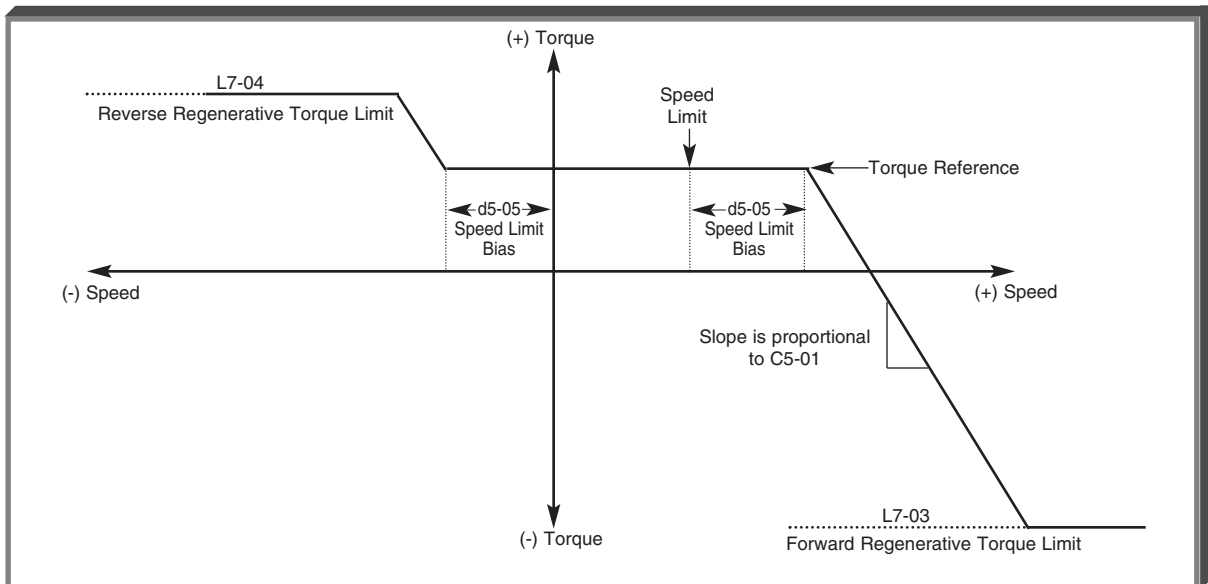 (+) Torque
L7-04
Reverse Regenerative Torque Limit
Speed
Limit
Torque Reference
d5-05
Speed Limit
Bias
d5-05
Speed Limit
Bias
(-) Speed
(+) Speed
Slope is proportional
to C5-01
L7-03
(-) Torque
Forward Regenerative Torque Limit